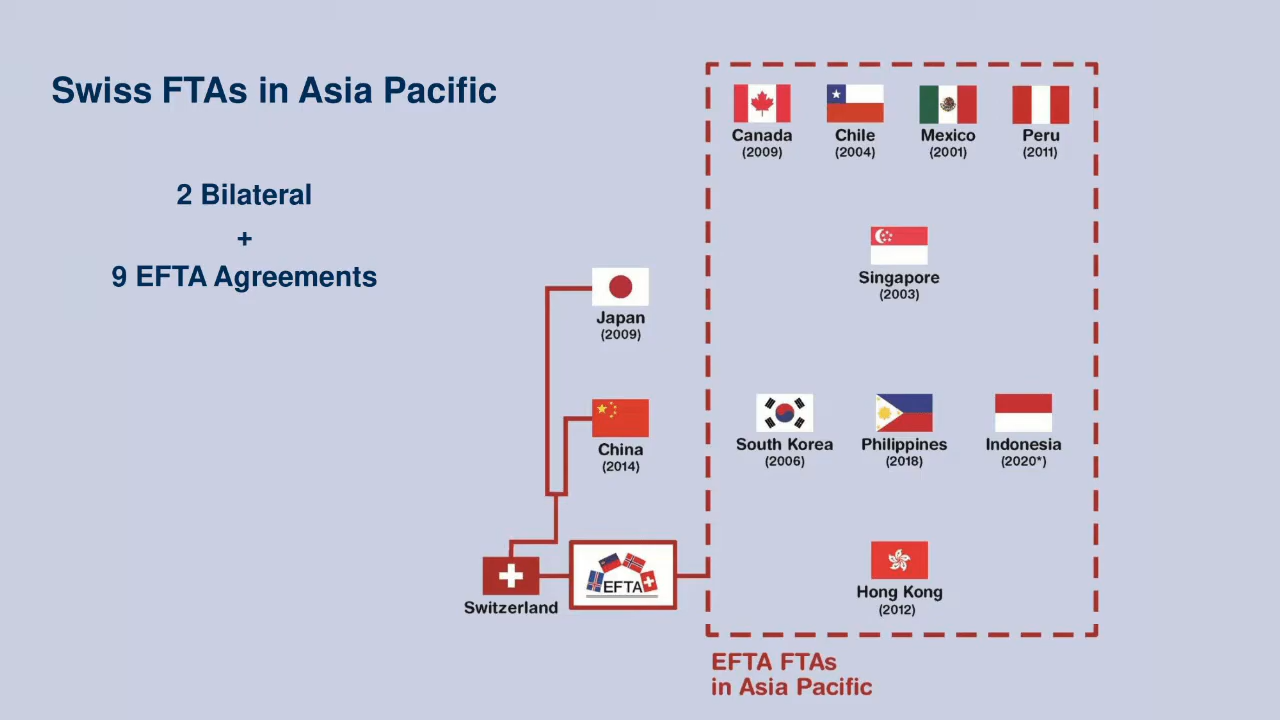 Swiss FTAs in Asia Pacific
2 Bilateral
+
9 EFTA Agreements
Canada
(2009)
Chile
(2004)
Mexico
(2001)
Peru
(2011)
Singapore
(2003)
Japan
(2009)
China
(2014)
South Korea
(2006)
Philippines
(2018)
Indonesia
(2020*)
Switzerland
EFTA
Hong Kong
(2012)
EFTA FTAs
in Asia Pacific